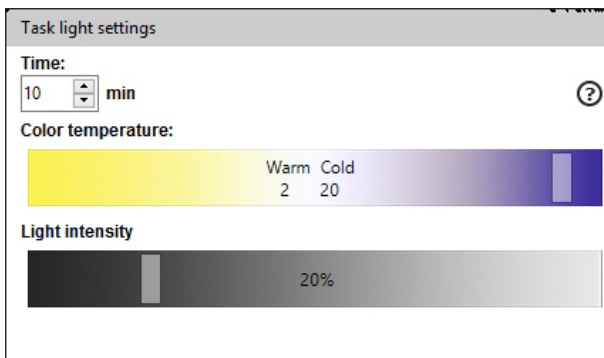 Task light settings
Time:
10 min
?
Color temperature:
Warm Cold
2 20
Light intensity
20%